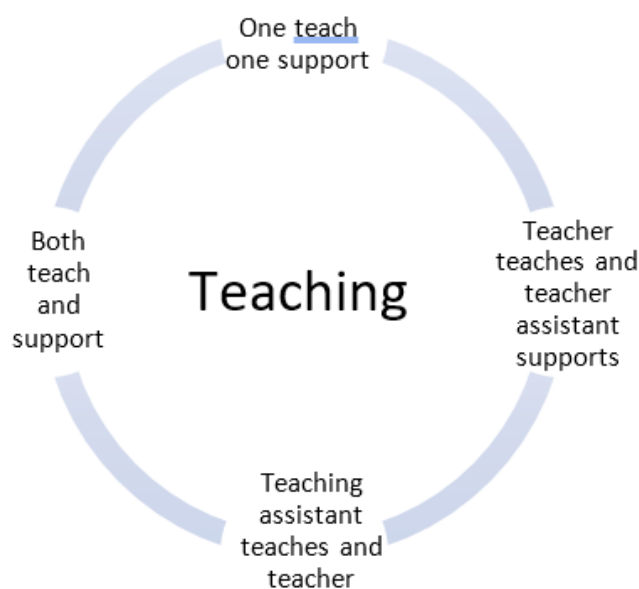 One teach
one support
Teacher
teaches and
teacher
assistant
supports
Teaching
assistant
teaches and
teacher
Both
teach
and
support
Teaching